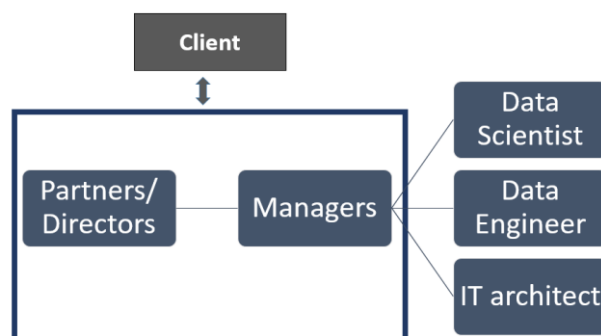 Client
Partners/
Directors
Managers
Data
Scientist
Data
Engineer
IT architect